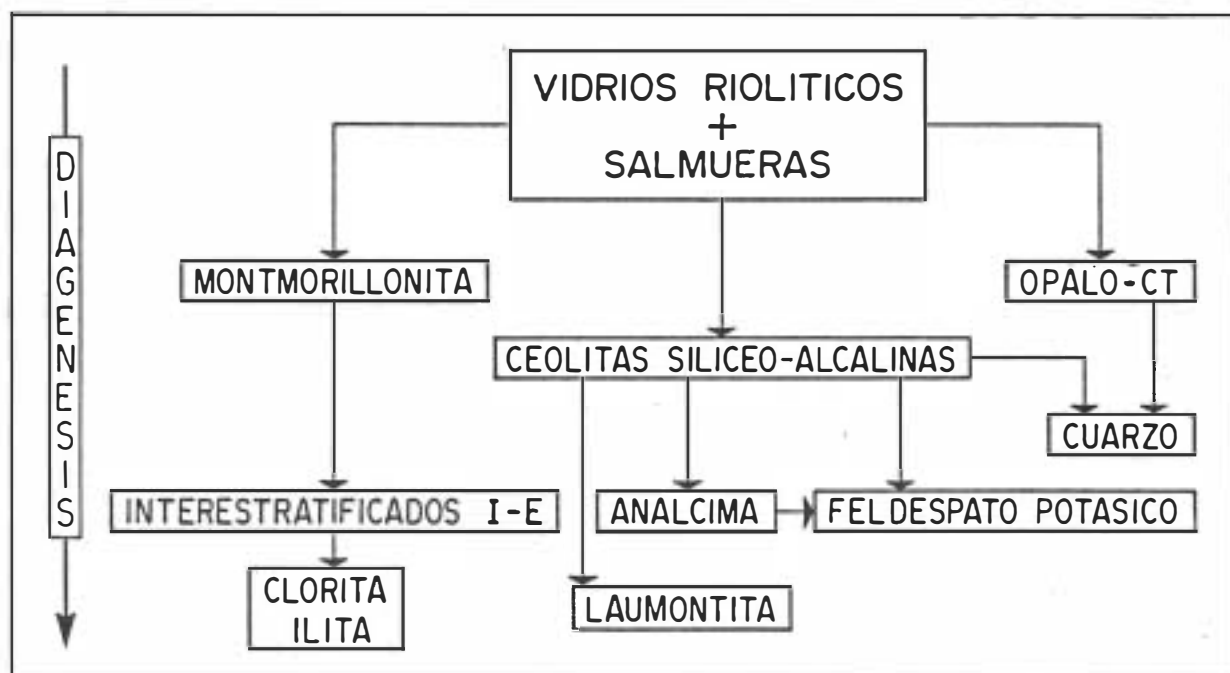 VIDRIOS RIOLITICOS
+
SALMUERAS
DIAGENESIS
MONTMORILLONITA
OPALO-CT
CEOLITAS SILICEO-ALCALINAS
CUARZO
INTERESTRATIFICADOS I-E
ANALCIMA
FELDESPATO POTASICO
CLORITA
ILITA
LAUMONTITA